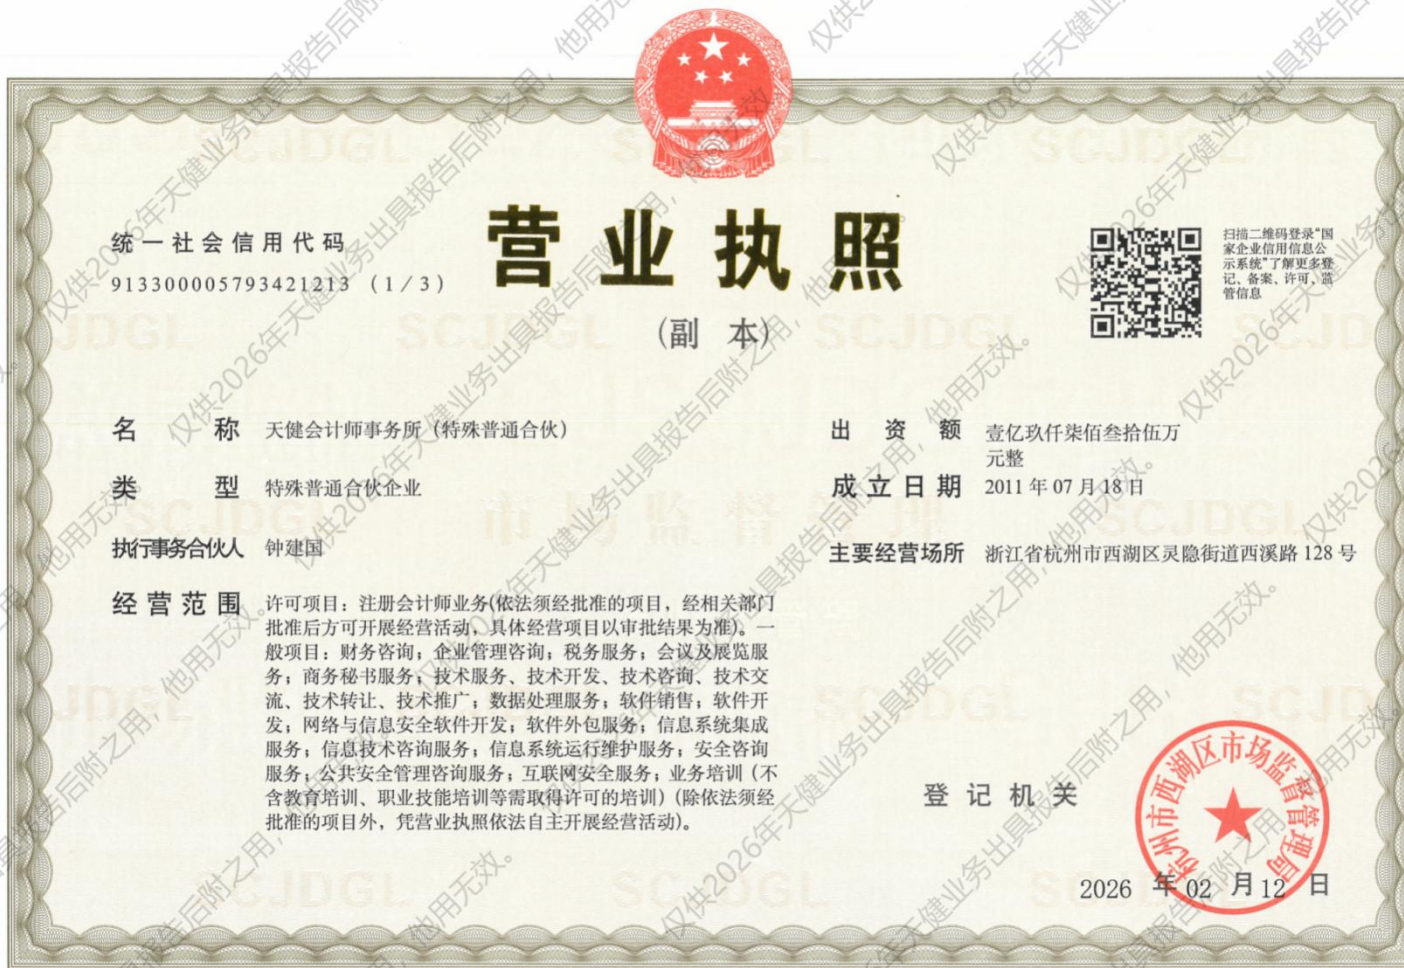 营业执照
(副 本)
统一社会信用代码
913300005793421213 (1/3)
扫描二维码登录“国
家企业信用信息公
示系统”了解更多登
记、备案、许可、监
管信息
名 称 天健会计师事务所（特殊普通合伙）
类 型 特殊普通合伙企业
执行事务合伙人 钟建国
经营范围 许可项目：注册会计师业务(依法须经批准的项目，经相关部门
批准后方可开展经营活动，具体经营项目以审批结果为准)。一
般项目：财务咨询；企业管理咨询；税务服务；会议及展览服
务；商务秘书服务；技术服务、技术开发、技术咨询、技术交
流、技术转让、技术推广；数据处理服务；软件销售；软件开
发；网络与信息安全软件开发；软件外包服务；信息系统集成
服务；信息技术咨询服务；信息系统运行维护服务；安全咨询
服务；公共安全管理咨询服务；互联网安全服务；业务培训（不
含教育培训、职业技能培训等需取得许可的培训）(除依法须经
批准的项目外，凭营业执照依法自主开展经营活动)。
出资额 壹亿玖仟柒佰叁拾伍万
元整
成立日期 2011年07月18日
主要经营场所 浙江省杭州市西湖区灵隐街道西溪路128号
登记机关
杭州市西湖区市场监督管理局
2026 年 02 月 12 日
仅供2026年天健业务出具报告后附之用，他用无效。
SCJDGL
市场监督管理